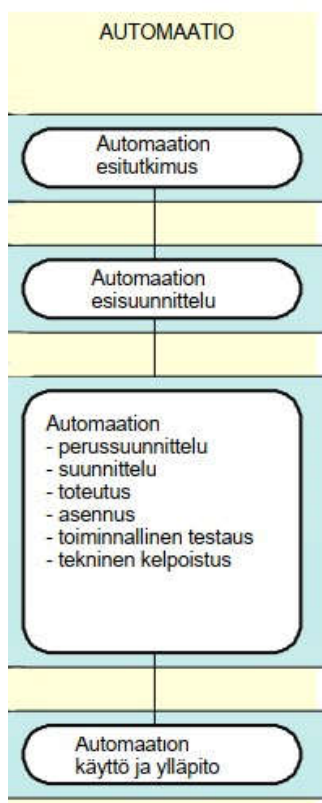 AUTOMAATIO
Automaation
esitutkimus
Automaation
esisuunnittelu
Automaation
- perussuunnittelu
- suunnittelu
- toteutus
- asennus
- toiminnallinen testaus
- tekninen kelpoistus
Automaation
käyttö ja ylläpito